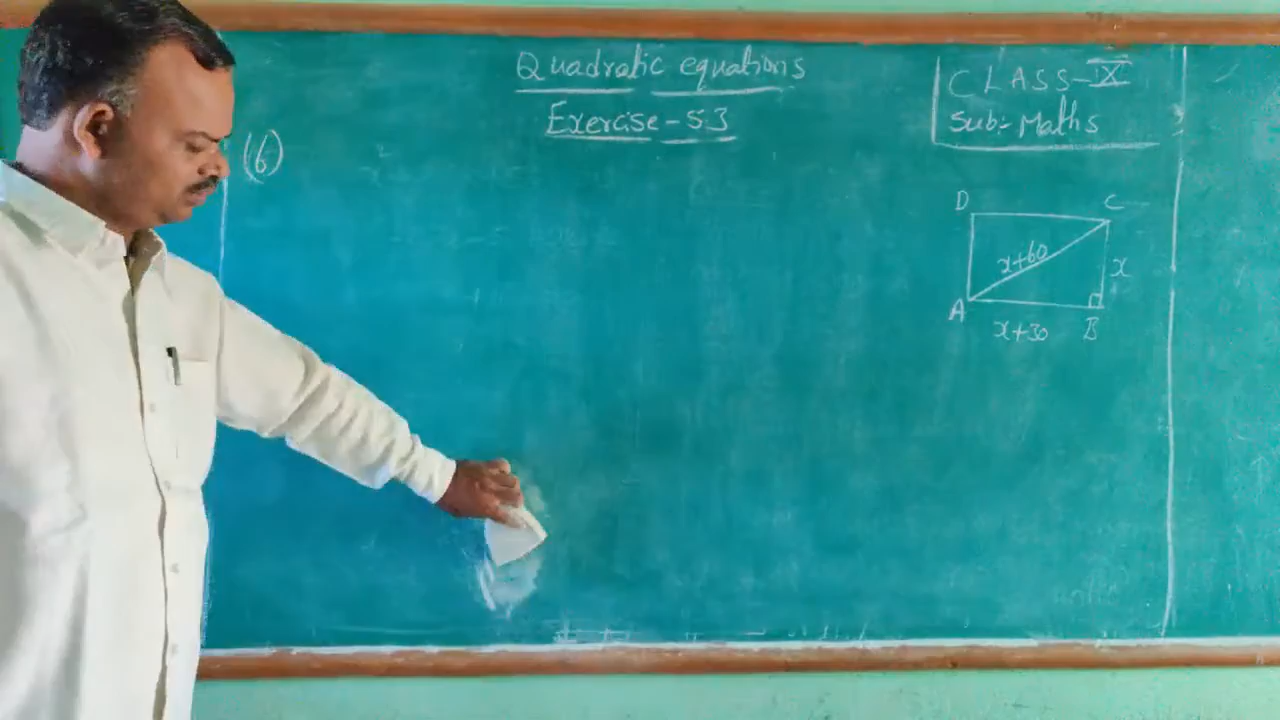 Quadratic equations
Exercise - 5.3
CLASS - IX
Sub:- Maths
(6)
D C
x+60
x
A
x+30 B